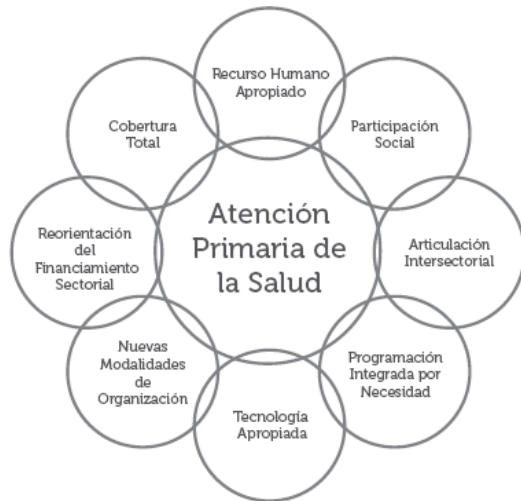 Recurso Humano
Apropiado
Cobertura
Total
Participación
Social
Atención
Primaria de
la Salud
Reorientación
del
Financiamiento
Sectorial
Articulación
Intersectorial
Nuevas
Modalidades
de
Organización
Programación
Integrada por
Necesidad
Tecnología
Apropiada